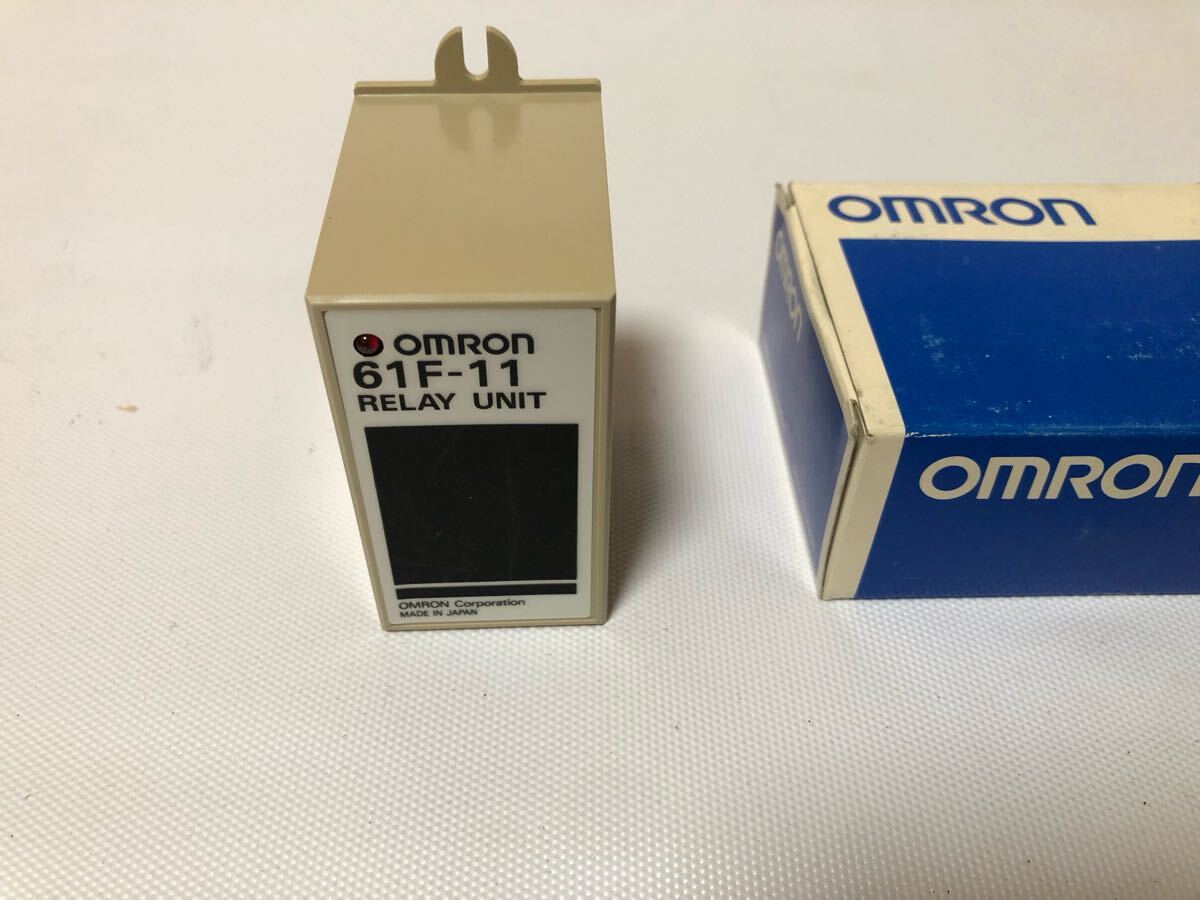 OMRON
61F-11
RELAY UNIT
OMRON Corporation
MADE IN JAPAN
OMRON
OMRON
OMRON